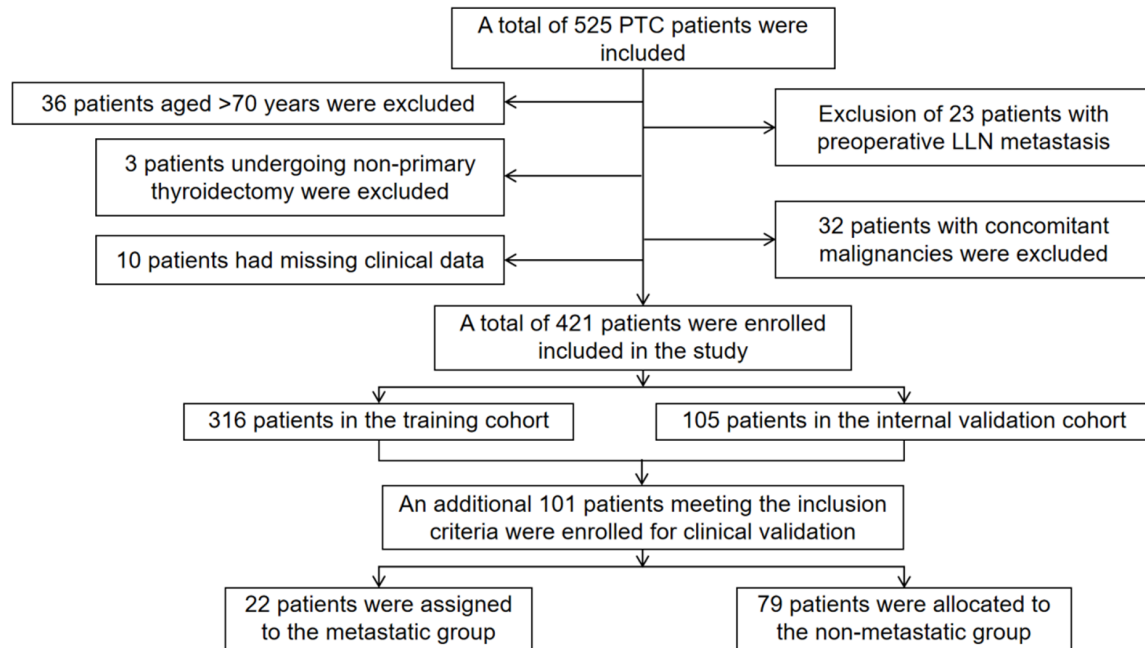 A total of 525 PTC patients were
included
36 patients aged >70 years were excluded
Exclusion of 23 patients with
preoperative LLN metastasis
3 patients undergoing non-primary
thyroidectomy were excluded
32 patients with concomitant
malignancies were excluded
10 patients had missing clinical data
A total of 421 patients were enrolled
included in the study
316 patients in the training cohort
105 patients in the internal validation cohort
An additional 101 patients meeting the inclusion
criteria were enrolled for clinical validation
22 patients were assigned
to the metastatic group
79 patients were allocated to
the non-metastatic group